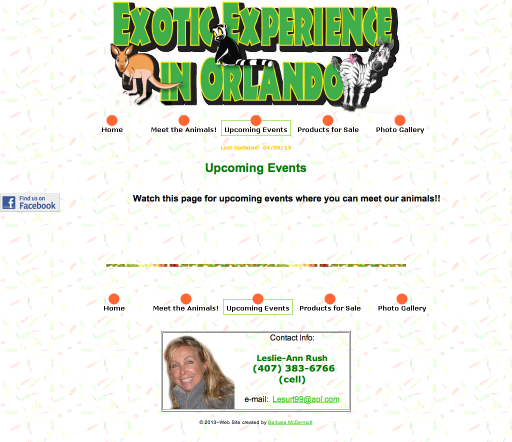 Exotic Experience
in Orlando
Home Meet the Animals! Upcoming Events Products for Sale Photo Gallery
Last Updated: 04/09/13
Upcoming Events
Find us on
Facebook
Watch this page for upcoming events where you can meet our animals!!
Home Meet the Animals! Upcoming Events Products for Sale Photo Gallery
Contact Info:
Leslie-Ann Rush
(407) 383-6766
(cell)
e-mail: Lesurt99@aol.com
© 2013~Web Site created by Barbara McDermott